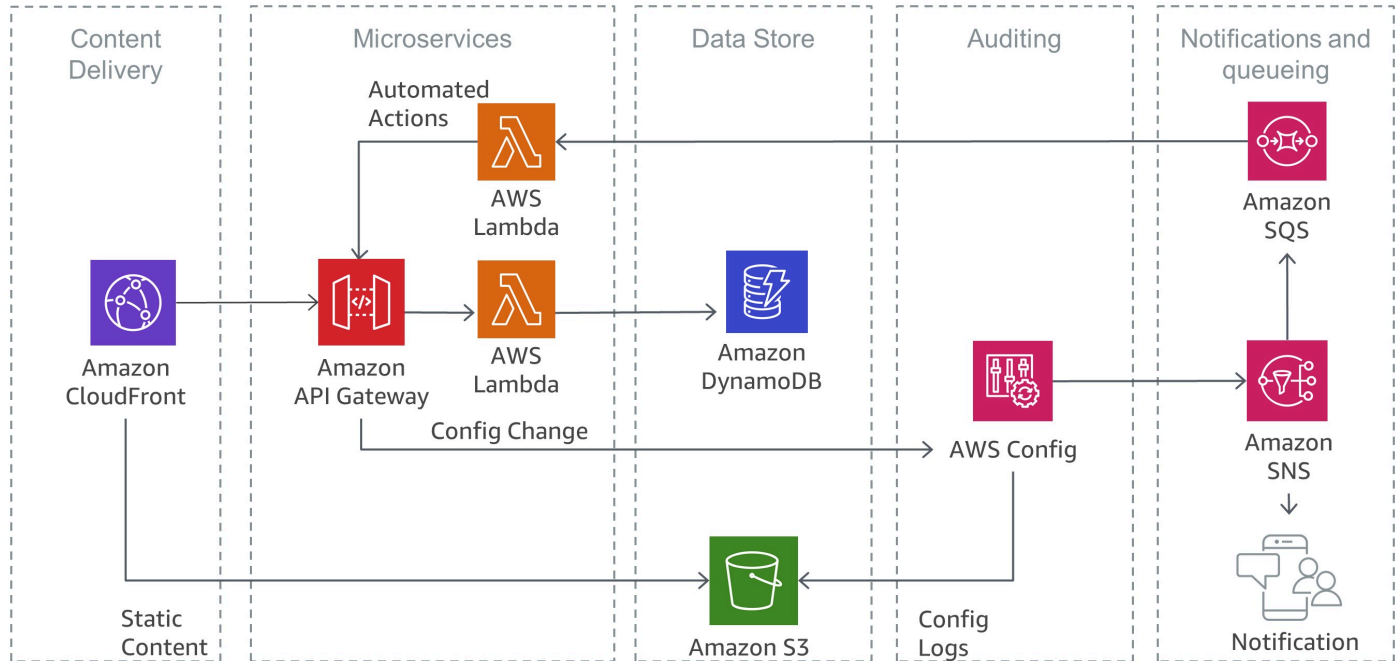 Content
Delivery
Microservices
Data Store
Auditing
Notifications and
queueing
Automated
Actions
AWS
Lambda
Amazon
SQS
Amazon
CloudFront
Amazon
API Gateway
AWS
Lambda
Amazon
DynamoDB
Config Change
AWS Config
Amazon
SNS
Static
Content
Amazon S3
Config
Logs
Notification